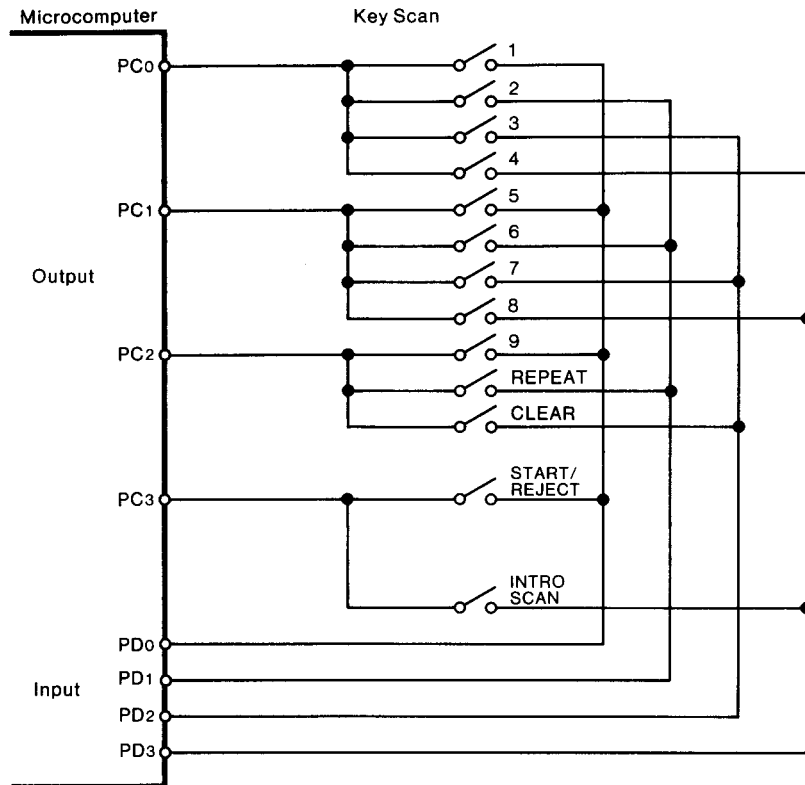 Microcomputer
Key Scan
PC0
1
2
3
4
PC1
5
6
Output
7
8
PC2
9
REPEAT
CLEAR
PC3
START/
REJECT
INTRO
SCAN
PD0
Input
PD1
PD2
PD3